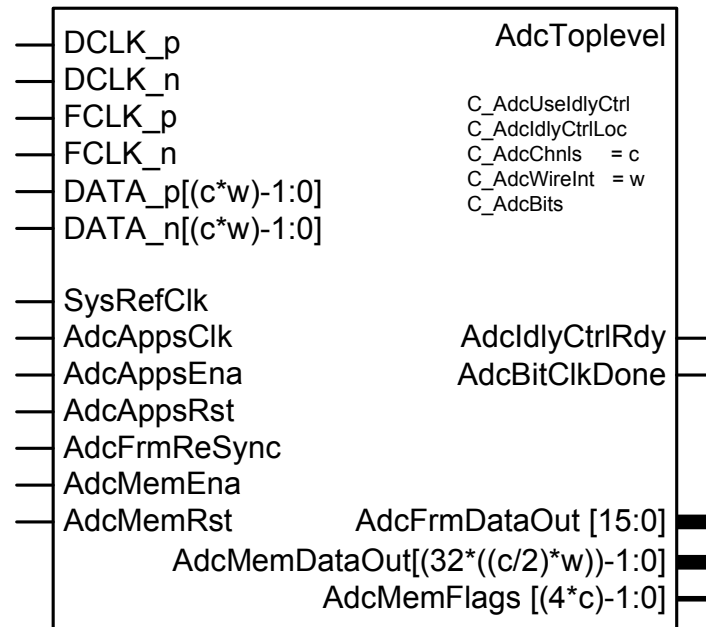 AdcToplevel
DCLK_p
DCLK_n
FCLK_p
FCLK_n
DATA_p[(c*w)-1:0]
DATA_n[(c*w)-1:0]
C_AdcUseIdlyCtrl
C_AdcIdlyCtrlLoc
C_AdcChnls = c
C_AdcWireInt = w
C_AdcBits
SysRefClk
AdcAppsClk
AdcAppsEna
AdcAppsRst
AdcFrmReSync
AdcMemEna
AdcMemRst
AdcIdlyCtrlRdy
AdcBitClkDone
AdcFrmDataOut [15:0]
AdcMemDataOut[(32*((c/2)*w))-1:0]
AdcMemFlags [(4*c)-1:0]